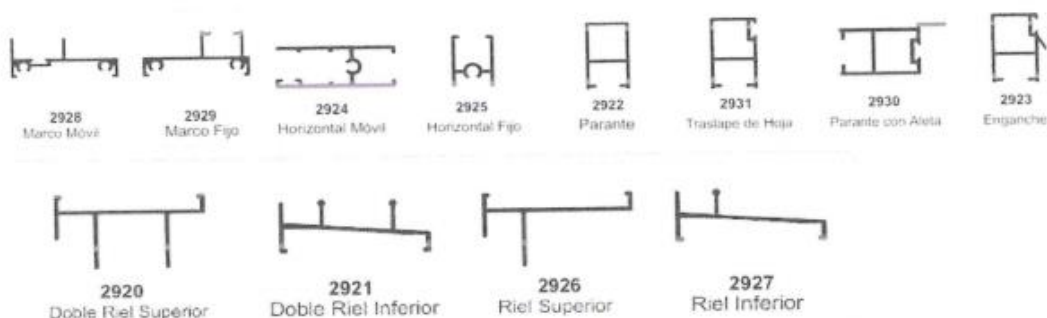 2928
Marco Móvil
2929
Marco Fijo
2924
Horizontal Móvil
2925
Horizontal Fijo
2922
Parante
2931
Traslape de Hoja
2930
Parante con Aleta
2923
Enganche
2920
Doble Riel Superior
2921
Doble Riel Inferior
2926
Riel Superior
2927
Riel Inferior